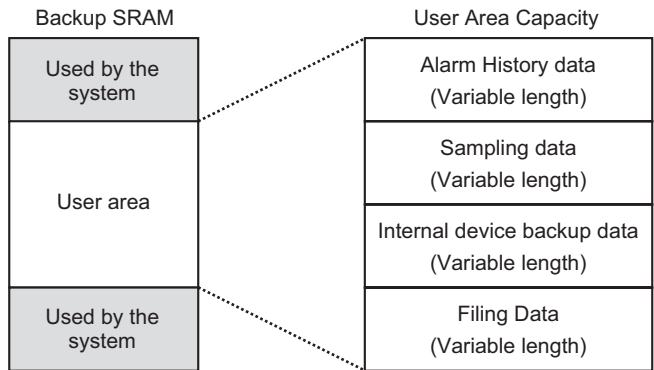 Backup SRAM
Used by the
system
User area
Used by the
system
User Area Capacity
Alarm History data
(Variable length)
Sampling data
(Variable length)
Internal device backup data
(Variable length)
Filing Data
(Variable length)